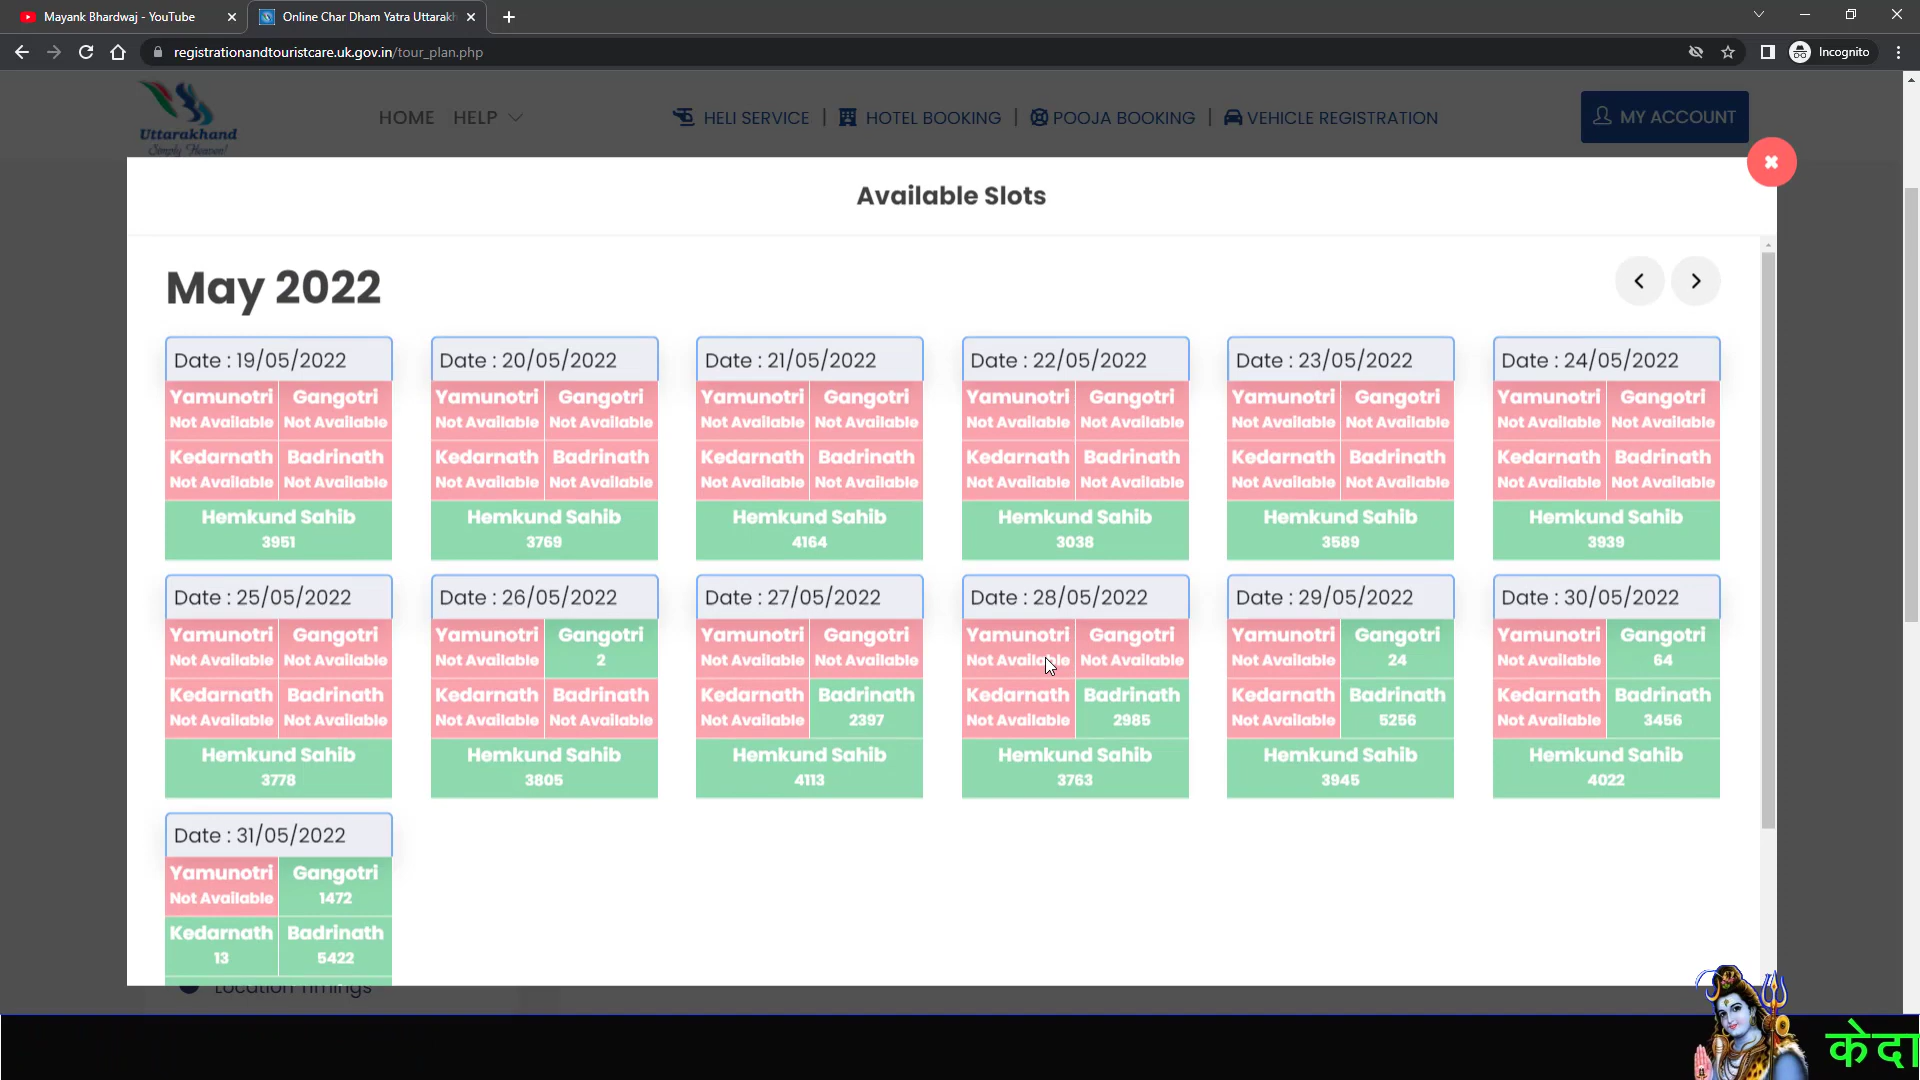 Mayank Bhardwaj - YouTube
Online Char Dham Yatra Uttarakh
registrationandtouristcare.uk.gov.in/tour_plan.php
Incognito
Uttarakhand
Simply Heaven!
HOME HELP
HELI SERVICE | HOTEL BOOKING | POOJA BOOKING | VEHICLE REGISTRATION
MY ACCOUNT
Available Slots
May 2022
Date : 19/05/2022 Date : 20/05/2022 Date : 21/05/2022 Date : 22/05/2022 Date : 23/05/2022 Date : 24/05/2022
Yamunotri Gangotri Yamunotri Gangotri Yamunotri Gangotri Yamunotri Gangotri Yamunotri Gangotri Yamunotri Gangotri
Not Available Not Available Not Available Not Available Not Available Not Available Not Available Not Available Not Available Not Available Not Available Not Available
Kedarnath Badrinath Kedarnath Badrinath Kedarnath Badrinath Kedarnath Badrinath Kedarnath Badrinath Kedarnath Badrinath
Not Available Not Available Not Available Not Available Not Available Not Available Not Available Not Available Not Available Not Available Not Available Not Available
Hemkund Sahib Hemkund Sahib Hemkund Sahib Hemkund Sahib Hemkund Sahib Hemkund Sahib
3951 3769 4164 3038 3589 3939
Date : 25/05/2022 Date : 26/05/2022 Date : 27/05/2022 Date : 28/05/2022 Date : 29/05/2022 Date : 30/05/2022
Yamunotri Gangotri Yamunotri Gangotri Yamunotri Gangotri Yamunotri Gangotri Yamunotri Gangotri Yamunotri Gangotri
Not Available Not Available Not Available 2 Not Available Not Available Not Available Not Available Not Available 24 Not Available 64
Kedarnath Badrinath Kedarnath Badrinath Kedarnath Badrinath Kedarnath Badrinath Kedarnath Badrinath Kedarnath Badrinath
Not Available Not Available Not Available Not Available Not Available 2397 Not Available 2985 Not Available 5256 Not Available 3456
Hemkund Sahib Hemkund Sahib Hemkund Sahib Hemkund Sahib Hemkund Sahib Hemkund Sahib
3778 3805 4113 3763 3945 4022
Date : 31/05/2022
Yamunotri Gangotri
Not Available 1472
Kedarnath Badrinath
13 5422
Location Timings
केदा